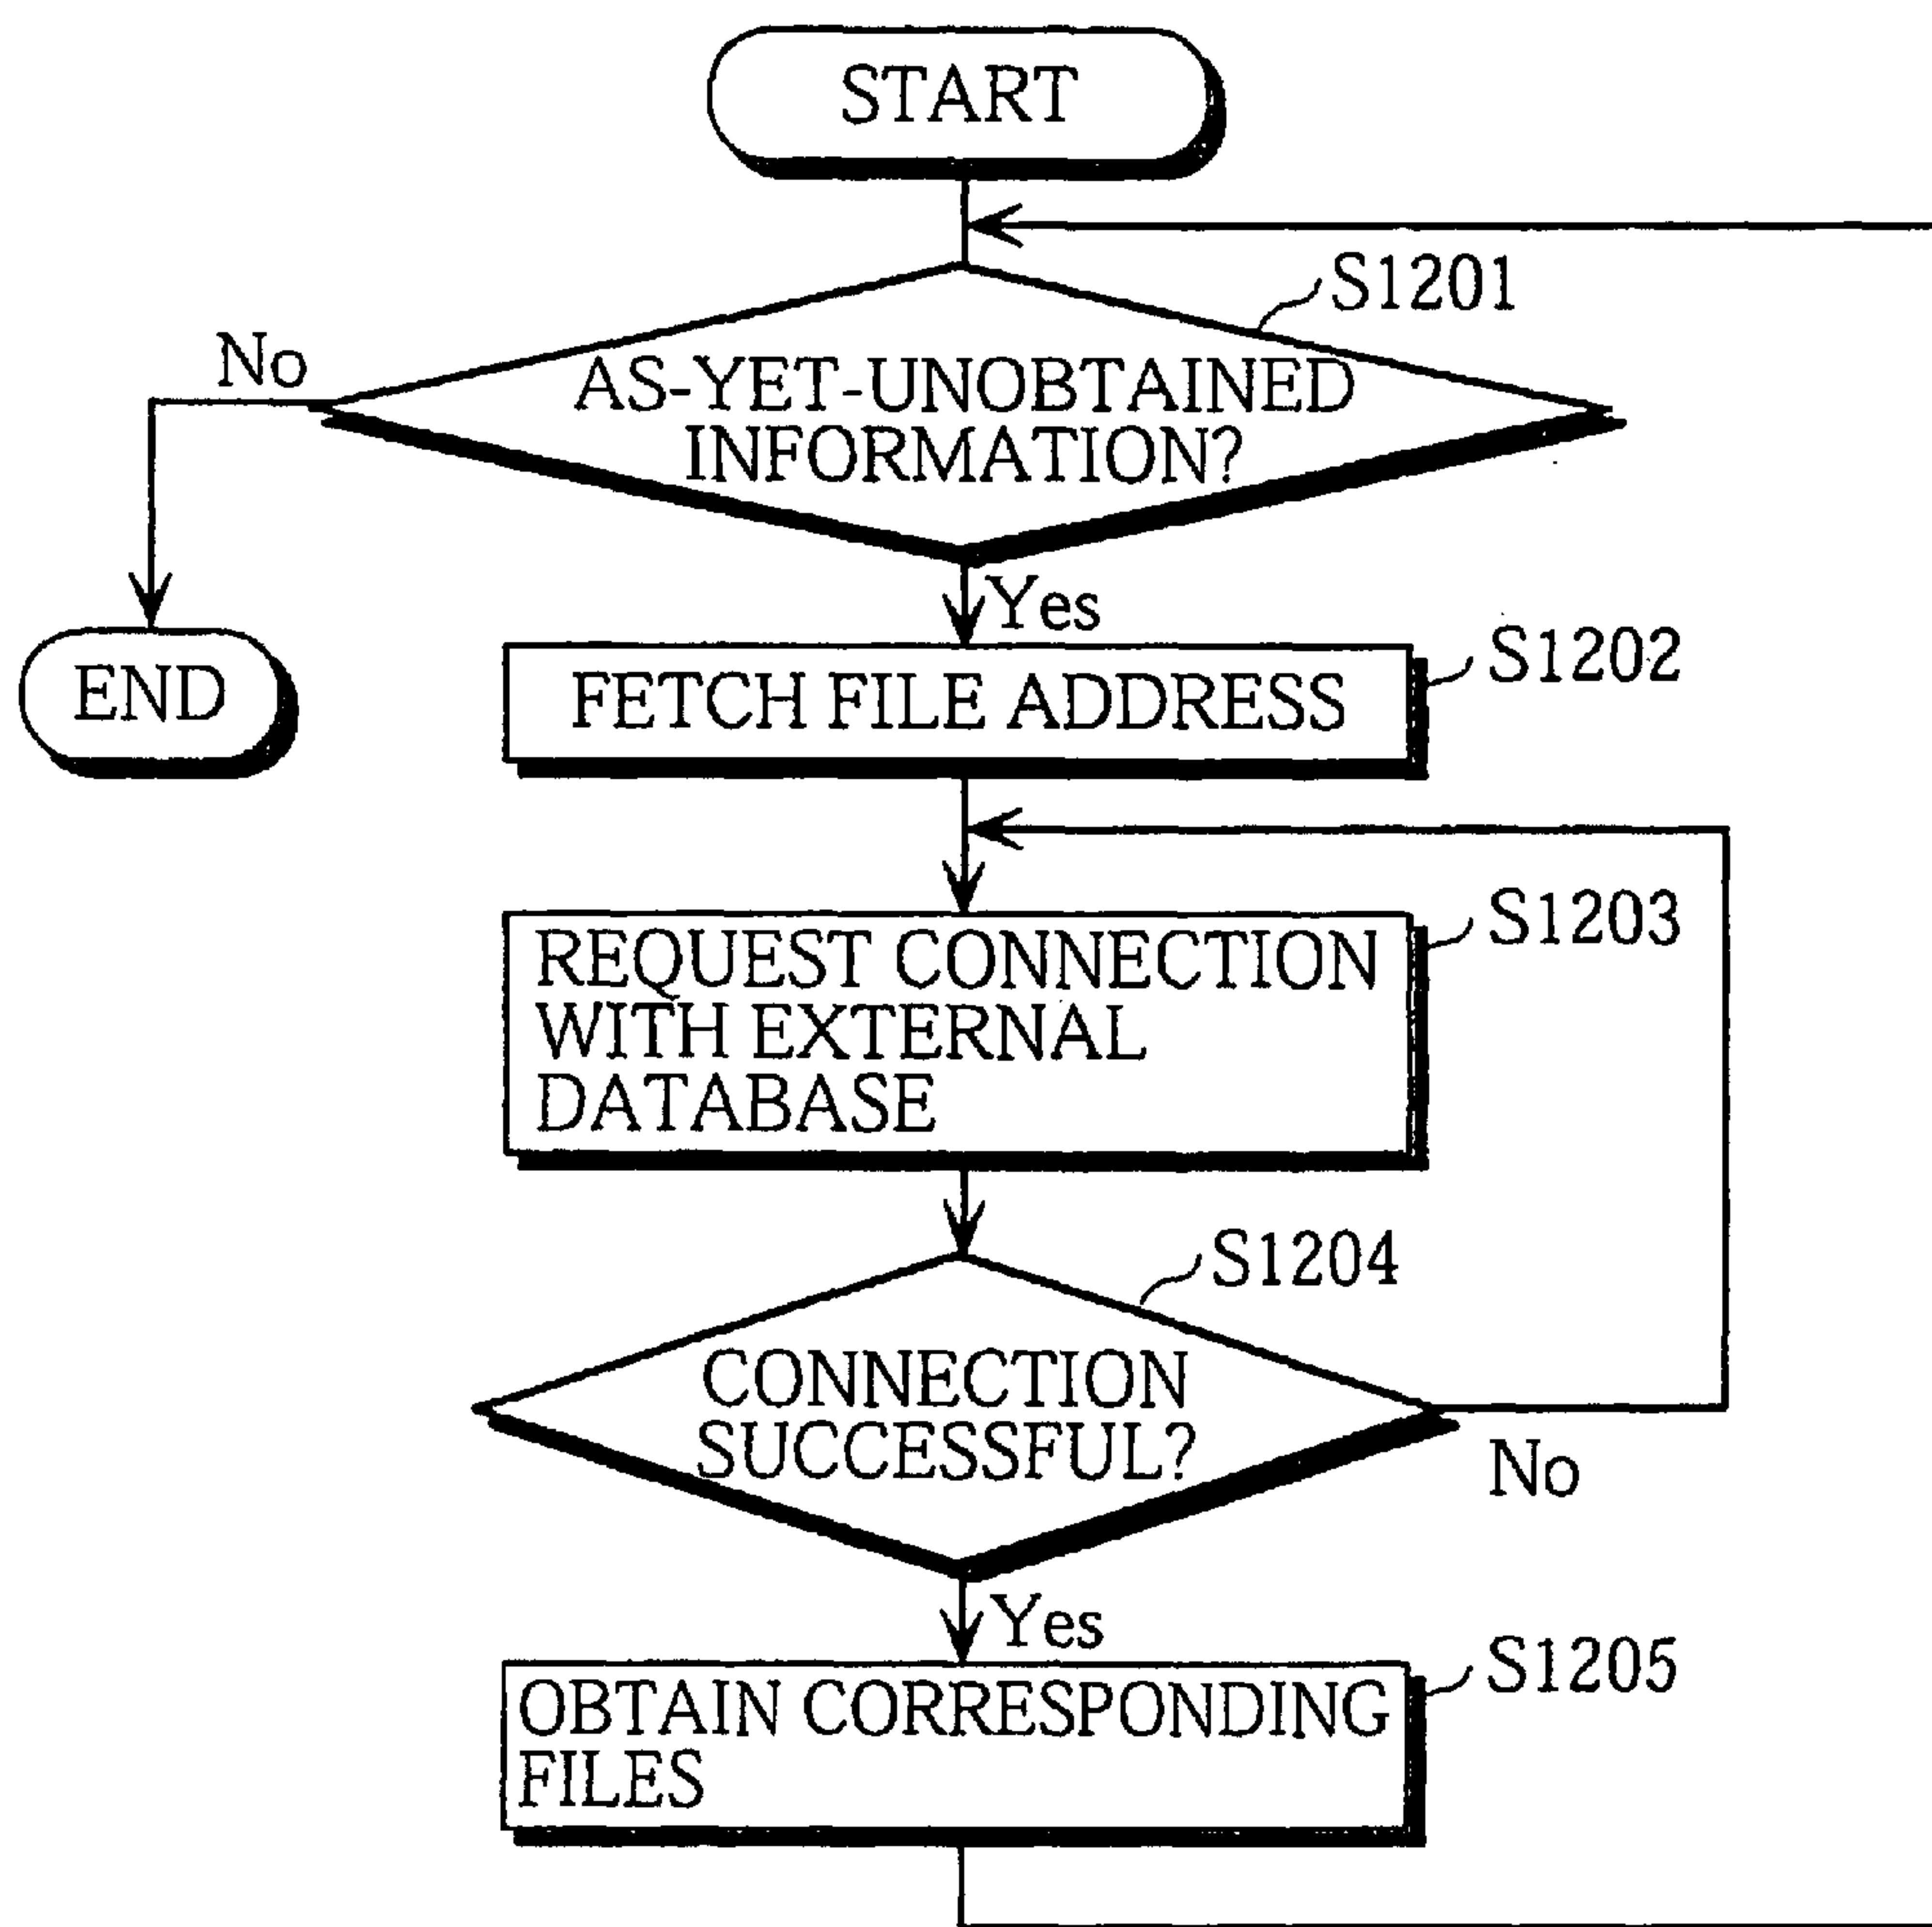 START
S1201
No
AS-YET-UNOBTAINED
INFORMATION?
Yes
S1202
END
FETCH FILE ADDRESS
S1203
REQUEST CONNECTION
WITH EXTERNAL
DATABASE
S1204
CONNECTION
SUCCESSFUL?
No
Yes
S1205
OBTAIN CORRESPONDING
FILES